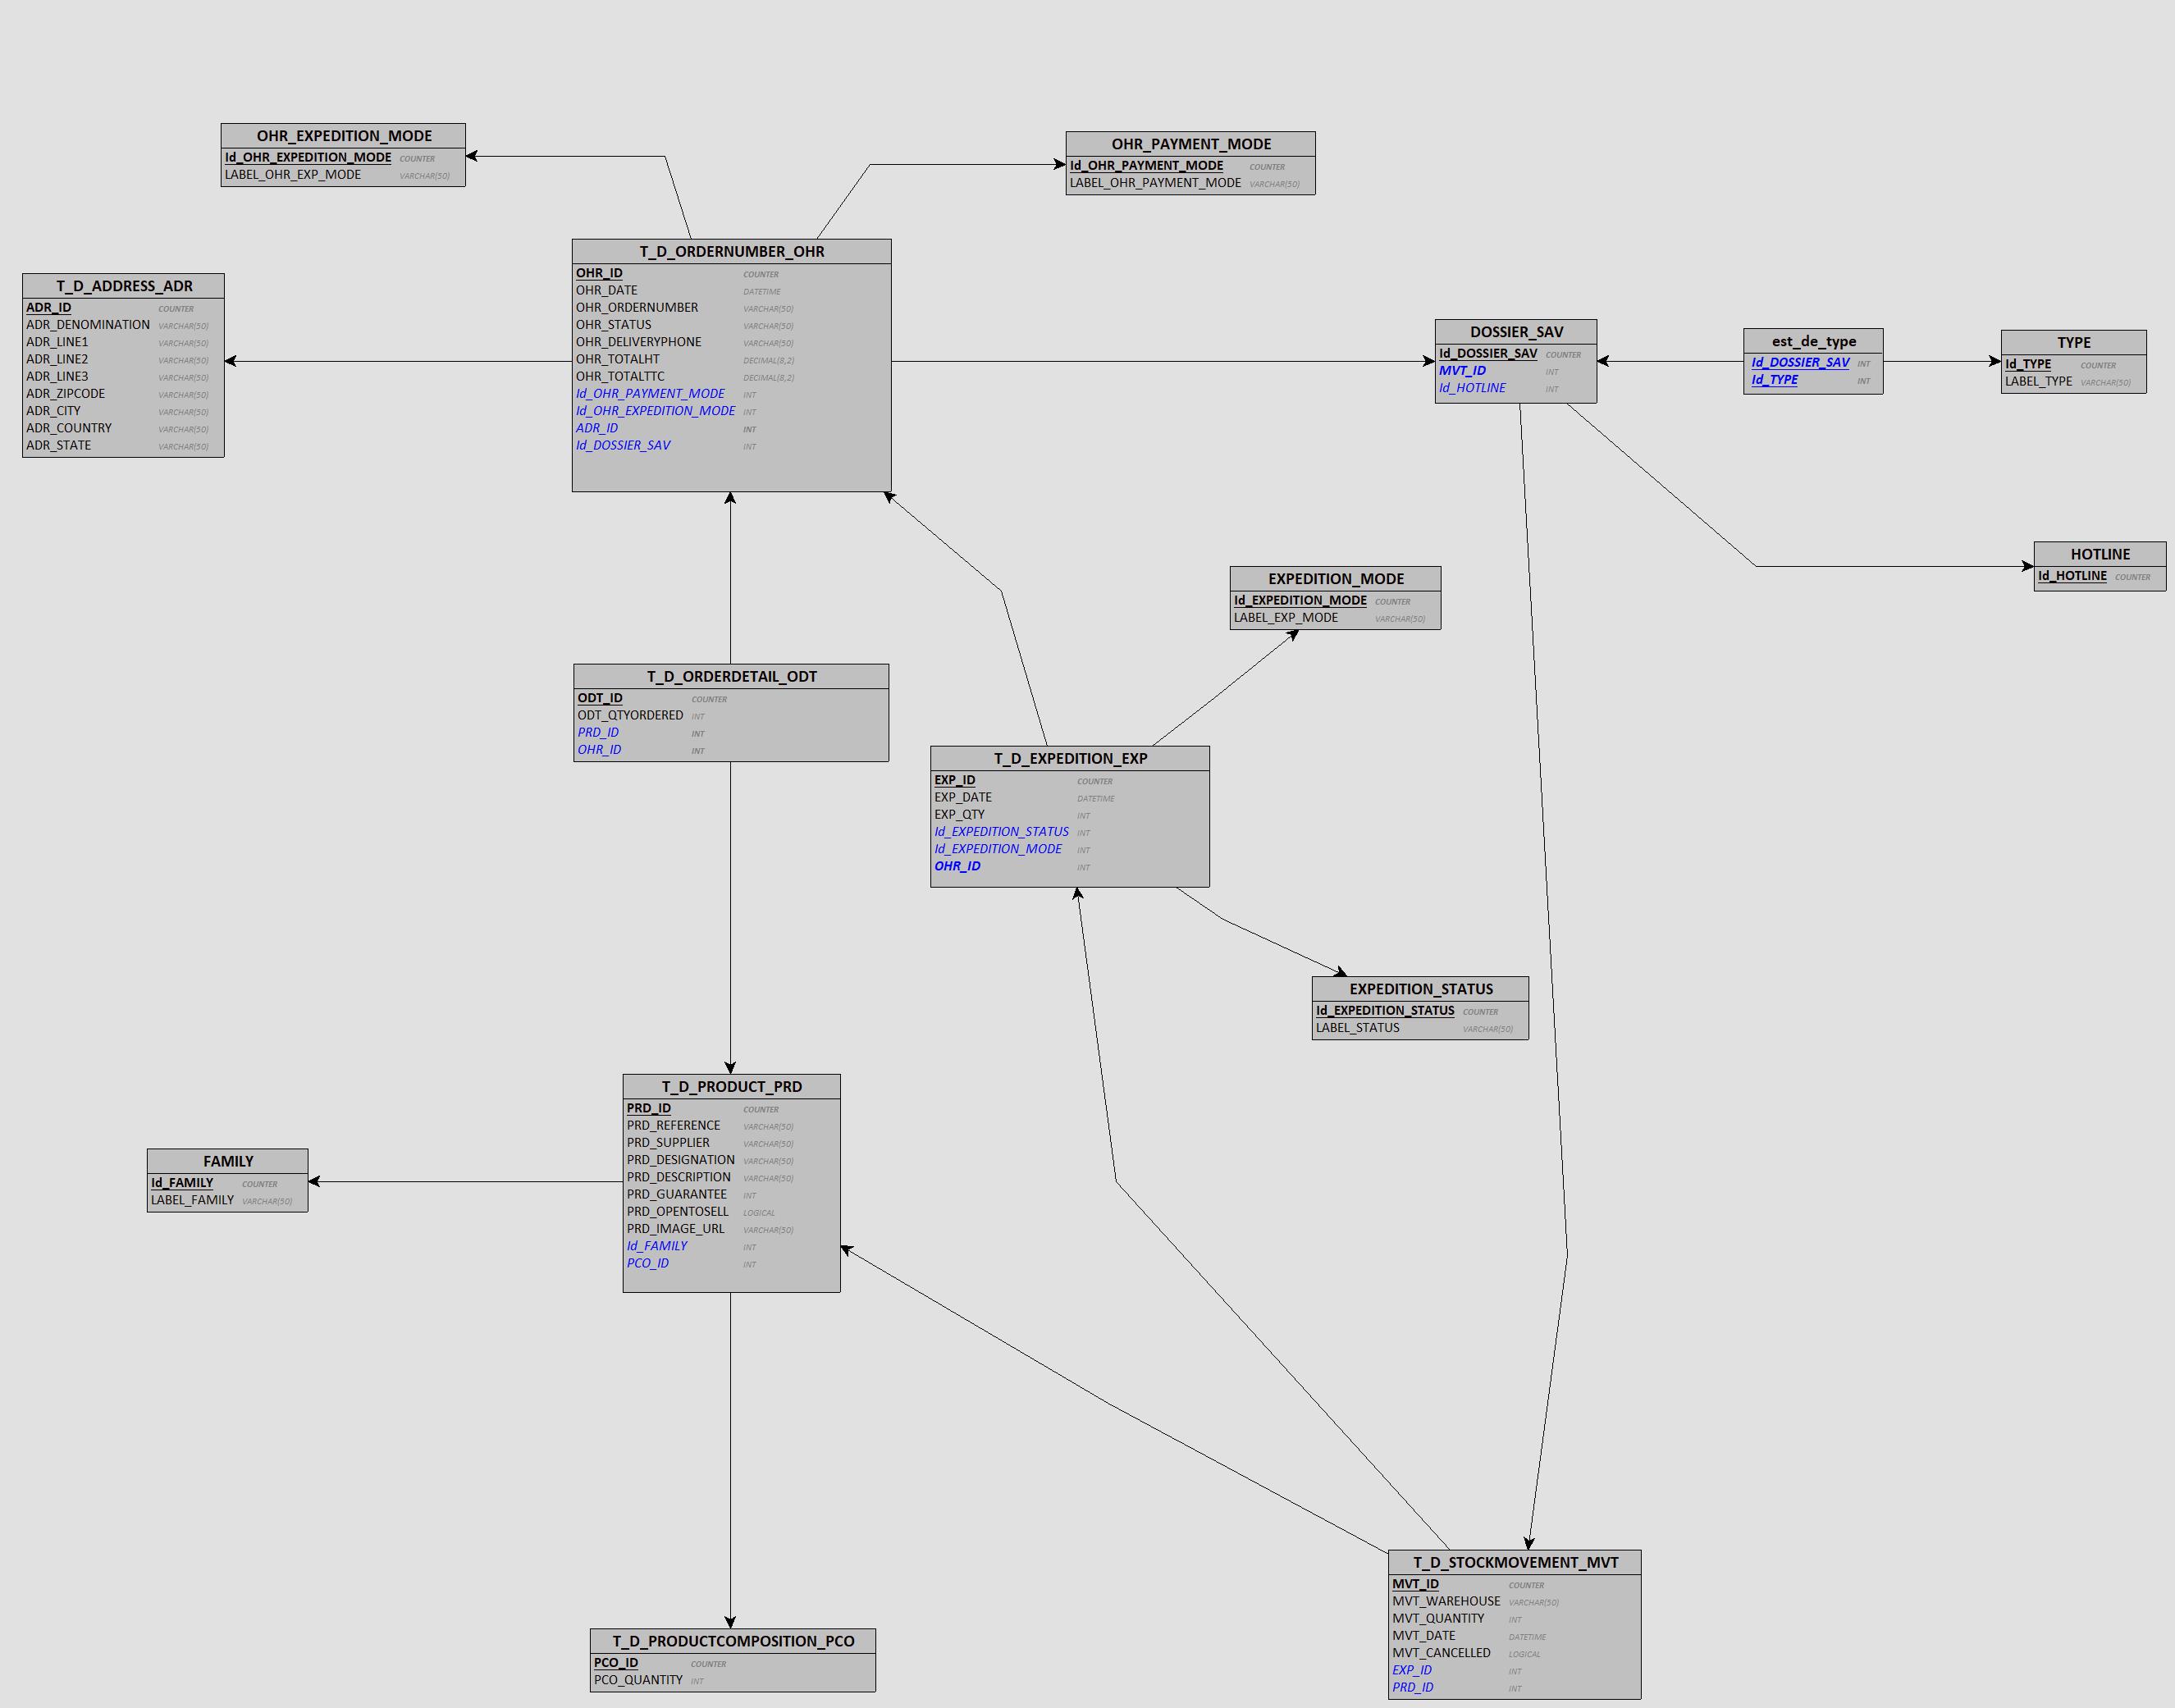 OHR_EXPEDITION_MODE
Id_OHR_EXPEDITION_MODE COUNTER
LABEL_OHR_EXP_MODE VARCHAR(50)
OHR_PAYMENT_MODE
Id_OHR_PAYMENT_MODE COUNTER
LABEL_OHR_PAYMENT_MODE VARCHAR(50)
T_D_ORDERNUMBER_OHR
OHR_ID COUNTER
OHR_DATE DATETIME
OHR_ORDERNUMBER VARCHAR(50)
OHR_STATUS VARCHAR(50)
OHR_DELIVERYPHONE VARCHAR(50)
OHR_TOTALHT DECIMAL(8,2)
OHR_TOTALTTC DECIMAL(8,2)
Id_OHR_PAYMENT_MODE INT
Id_OHR_EXPEDITION_MODE INT
ADR_ID INT
Id_DOSSIER_SAV INT
T_D_ADDRESS_ADR
ADR_ID COUNTER
ADR_DENOMINATION VARCHAR(50)
ADR_LINE1 VARCHAR(50)
ADR_LINE2 VARCHAR(50)
ADR_LINE3 VARCHAR(50)
ADR_ZIPCODE VARCHAR(50)
ADR_CITY VARCHAR(50)
ADR_COUNTRY VARCHAR(50)
ADR_STATE VARCHAR(50)
DOSSIER_SAV
Id_DOSSIER_SAV COUNTER
MVT_ID INT
Id_HOTLINE INT
est_de_type
Id_DOSSIER_SAV INT
Id_TYPE INT
TYPE
Id_TYPE COUNTER
LABEL_TYPE VARCHAR(50)
HOTLINE
Id_HOTLINE COUNTER
EXPEDITION_MODE
Id_EXPEDITION_MODE COUNTER
LABEL_EXP_MODE VARCHAR(50)
T_D_ORDERDETAIL_ODT
ODT_ID COUNTER
ODT_QTYORDERED INT
PRD_ID INT
OHR_ID INT
T_D_EXPEDITION_EXP
EXP_ID COUNTER
EXP_DATE DATETIME
EXP_QTY INT
Id_EXPEDITION_STATUS INT
Id_EXPEDITION_MODE INT
OHR_ID INT
EXPEDITION_STATUS
Id_EXPEDITION_STATUS COUNTER
LABEL_STATUS VARCHAR(50)
T_D_PRODUCT_PRD
PRD_ID COUNTER
PRD_REFERENCE VARCHAR(50)
PRD_SUPPLIER VARCHAR(50)
PRD_DESIGNATION VARCHAR(50)
PRD_DESCRIPTION VARCHAR(50)
PRD_GUARANTEE INT
PRD_OPENTOSELL LOGICAL
PRD_IMAGE_URL VARCHAR(50)
Id_FAMILY INT
PCO_ID INT
FAMILY
Id_FAMILY COUNTER
LABEL_FAMILY VARCHAR(50)
T_D_STOCKMOVEMENT_MVT
MVT_ID COUNTER
MVT_WAREHOUSE VARCHAR(50)
MVT_QUANTITY INT
MVT_DATE DATETIME
MVT_CANCELLED LOGICAL
EXP_ID INT
PRD_ID INT
T_D_PRODUCTCOMPOSITION_PCO
PCO_ID COUNTER
PCO_QUANTITY INT